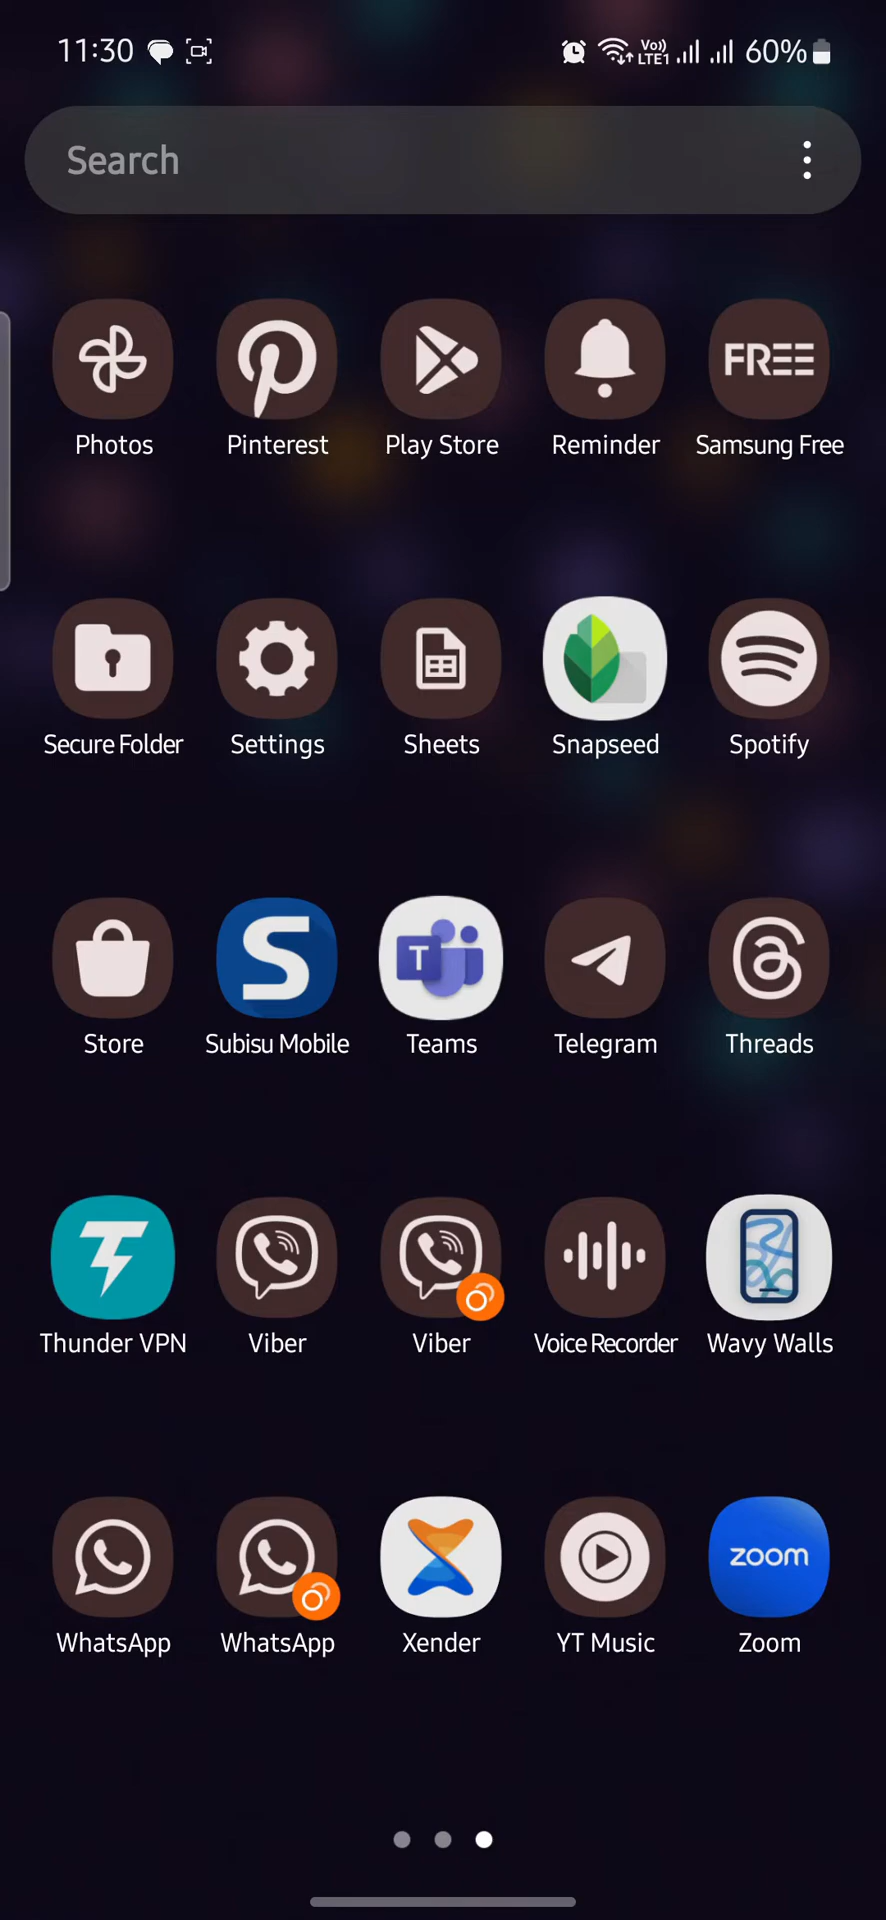 11:30 Vo)) LTE1 60%
Search
FREE
Photos Pinterest Play Store Reminder Samsung Free
Secure Folder Settings Sheets Snapseed Spotify
S T
Store Subisu Mobile Teams Telegram Threads
Thunder VPN Viber Viber Voice Recorder Wavy Walls
zoom
WhatsApp WhatsApp Xender YT Music Zoom